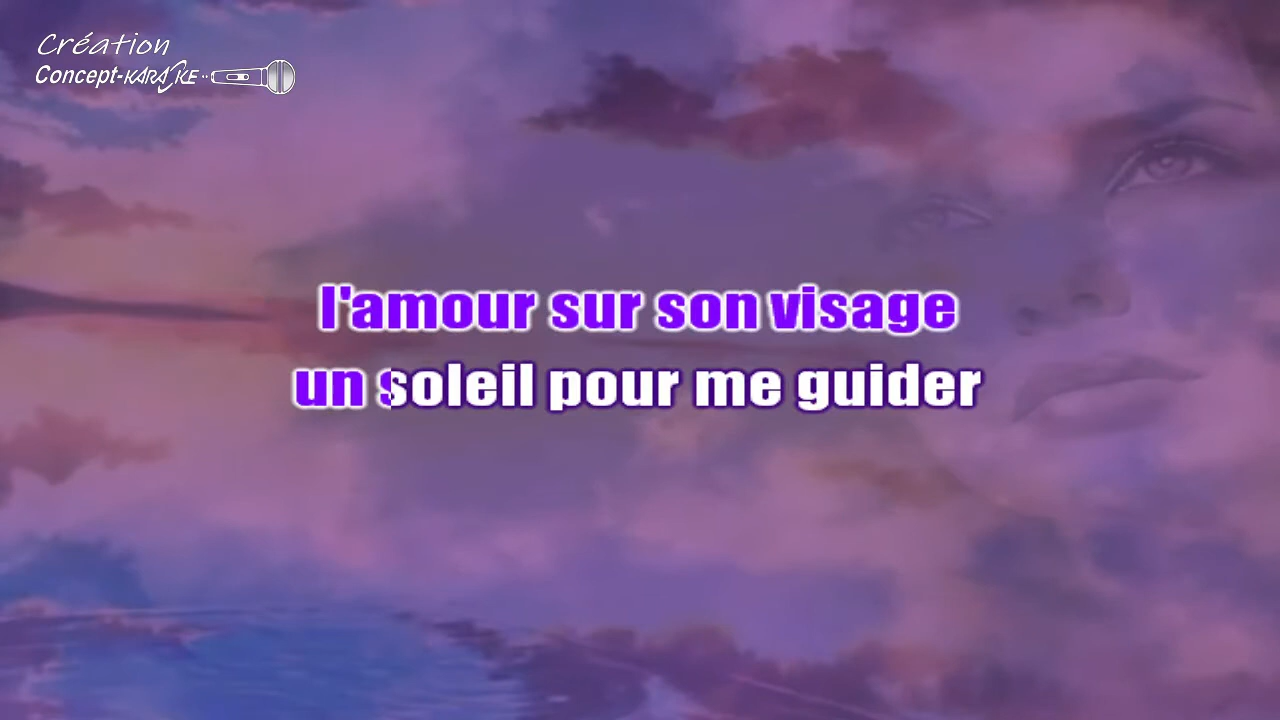 Création
Concept-KARAOKE
l'amour sur son visage
un soleil pour me guider